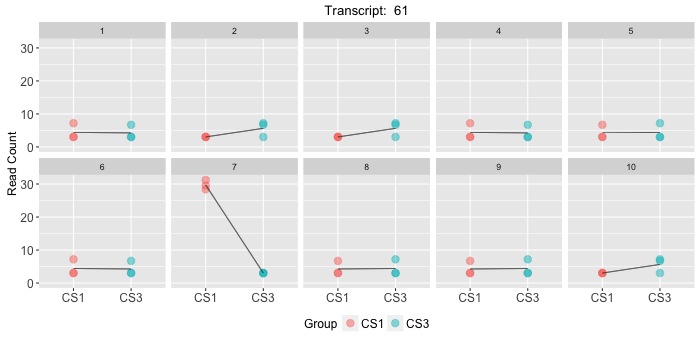 Transcript: 61
1 2 3 4 5
30
20
10
0
Read Count
6 7 8 9 10
30
20
10
0
CS1 CS3 CS1 CS3 CS1 CS3 CS1 CS3 CS1 CS3
Group CS1 CS3